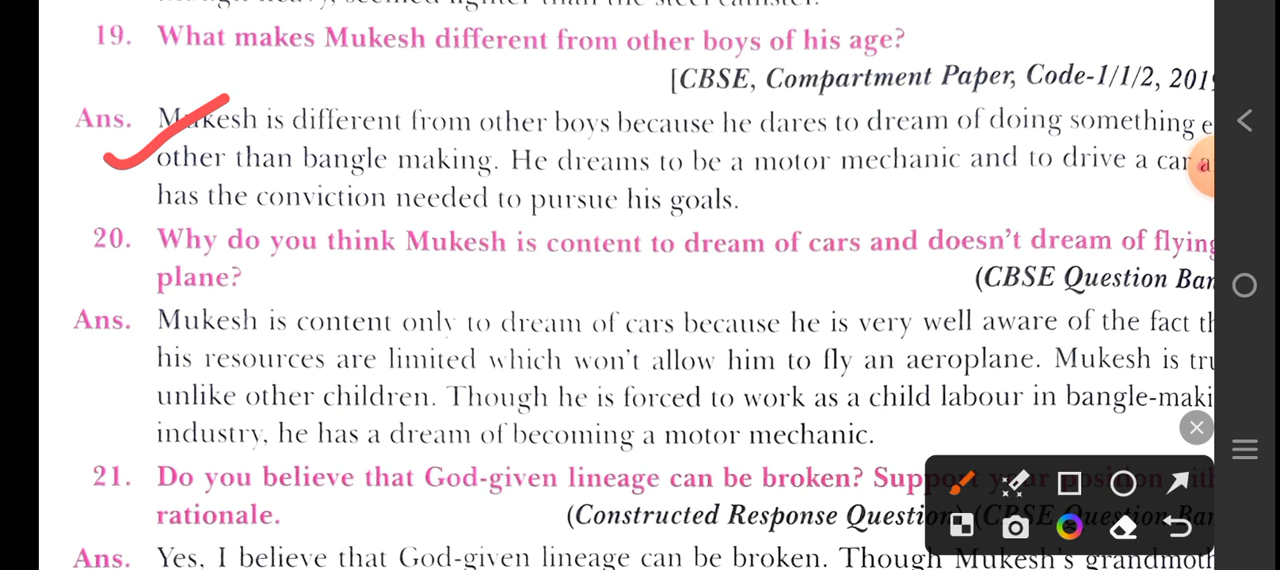 19. What makes Mukesh different from other boys of his age?
[CBSE, Compartment Paper, Code-1/1/2,
Ans. Mukesh is different from other boys because he dares to dream of doing something
other than bangle making. He dreams to be a motor mechanic and to drive a car
has the conviction needed to pursue his goals.
20. Why do you think Mukesh is content to dream of cars and doesn't dream of flying
plane? (CBSE Question
Ans. Mukesh is content only to dream of cars because he is very well aware of the fact
his resources are limited which won't allow him to fly an aeroplane. Mukesh is
unlike other children. Though he is forced to work as a child labour in
industry, he has a dream of becoming a motor mechanic.
21. Do you believe that God-given lineage can be broken? Support your position
rationale. (Constructed Response Question) (CBSE Question
Ans. Yes, I believe that God-given lineage can be broken. Though Mukesh's